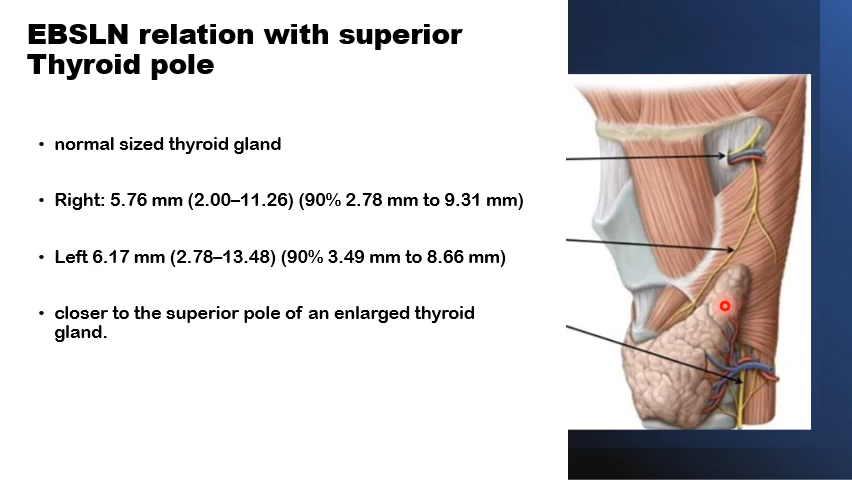 EBSLN relation with superior
Thyroid pole
• normal sized thyroid gland
• Right: 5.76 mm (2.00–11.26) (90% 2.78 mm to 9.31 mm)
• Left 6.17 mm (2.78–13.48) (90% 3.49 mm to 8.66 mm)
• closer to the superior pole of an enlarged thyroid
gland.